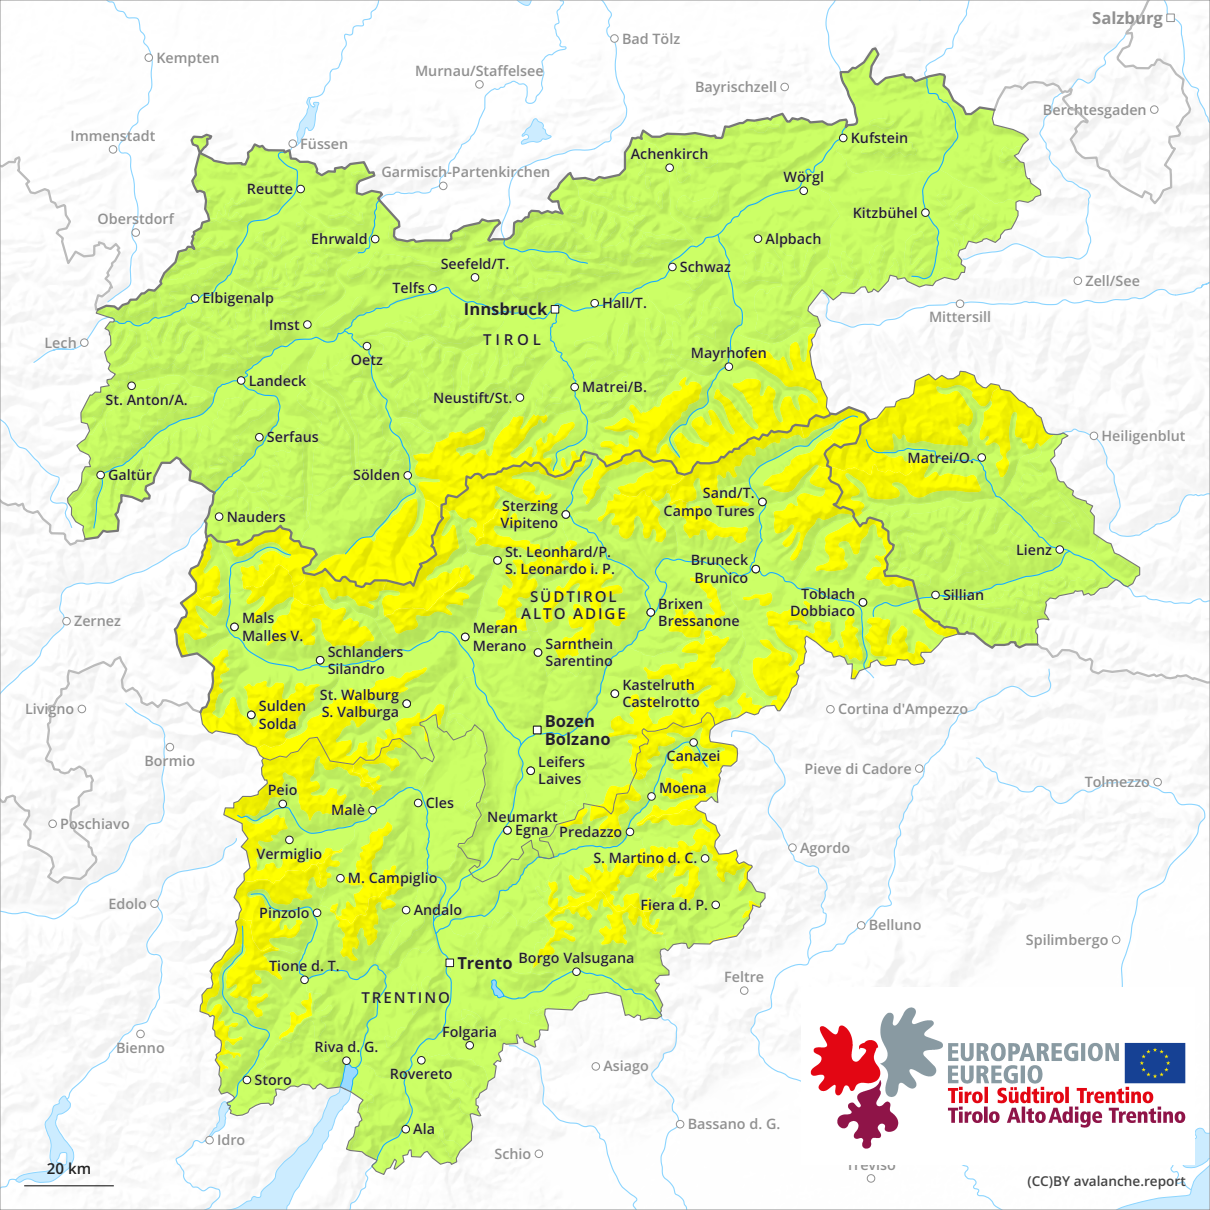 Salzburg
Bad Tölz
Kempten
Murnau/Staffelsee
Bayrischzell
Berchtesgaden
Immenstadt
Füssen
Kufstein
Achenkirch
Garmisch-Partenkirchen
Wörgl
Reutte
Kitzbühel
Oberstdorf
Ehrwald
Alpbach
Seefeld/T.
Schwaz
Zell/See
Telfs
Elbigenalp
Innsbruck
Hall/T.
Mittersill
Imst
TIROL
Lech
Oetz
Mayrhofen
Landeck
Matrei/B.
St. Anton/A.
Neustift/St.
Serfaus
Heiligenblut
Matrei/O.
Galtür
Sölden
Sand/T.
Campo Tures
Sterzing
Vipiteno
Nauders
Lienz
St. Leonhard/P.
S. Leonardo i. P.
Bruneck
Brunico
SÜDTIROL
ALTO ADIGE
Toblach
Dobbiaco
Sillian
Brixen
Bressanone
Zernez
Mals
Malles V.
Meran
Merano
Sarnthein
Sarentino
Schlanders
Silandro
Kastelruth
Castelrotto
St. Walburg
S. Valburga
Livigno
Sulden
Solda
Cortina d'Ampezzo
Bozen
Bolzano
Bormio
Canazei
Leifers
Laives
Pieve di Cadore
Tolmezzo
Peio
Moena
Malè
Cles
Poschiavo
Neumarkt
Egna
Predazzo
Vermiglio
Agordo
S. Martino d. C.
M. Campiglio
Edolo
Pinzolo
Andalo
Fiera d. P.
Belluno
Spilimbergo
Trento
Borgo Valsugana
Tione d. T.
Feltre
TRENTINO
Folgaria
Bienno
Riva d. G.
Rovereto
Asiago
Storo
EUROPAREGION
EUREGIO
Tirol Südtirol Trentino
Tirolo Alto Adige Trentino
Ala
Bassano d. G.
Idro
Schio
Treviso
20 km
(CC)BY avalanche.report